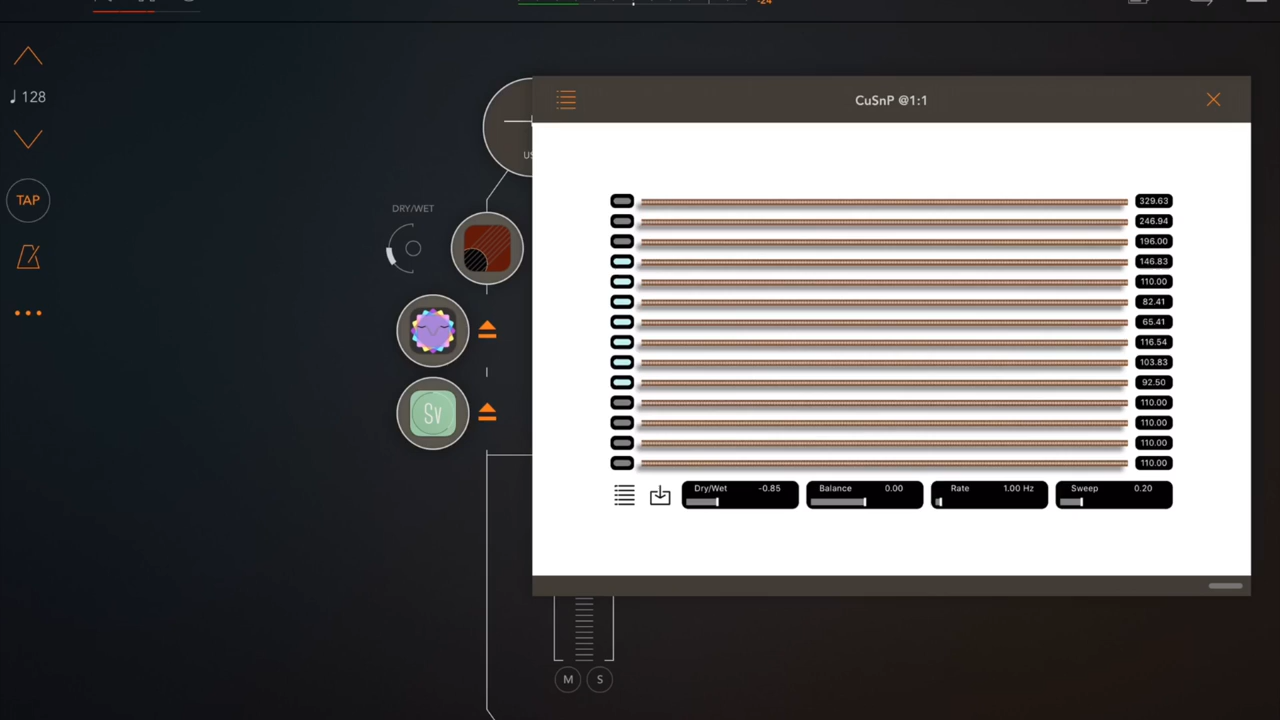 -24
CuSnP @1:1
♩ 128
US
TAP
DRY/WET
329.63
246.94
196.00
146.83
110.00
82.41
65.41
116.54
103.83
92.50
110.00
110.00
110.00
110.00
Sv
Dry/Wet -0.85
Balance 0.00
Rate 1.00 Hz
Sweep 0.20
M S